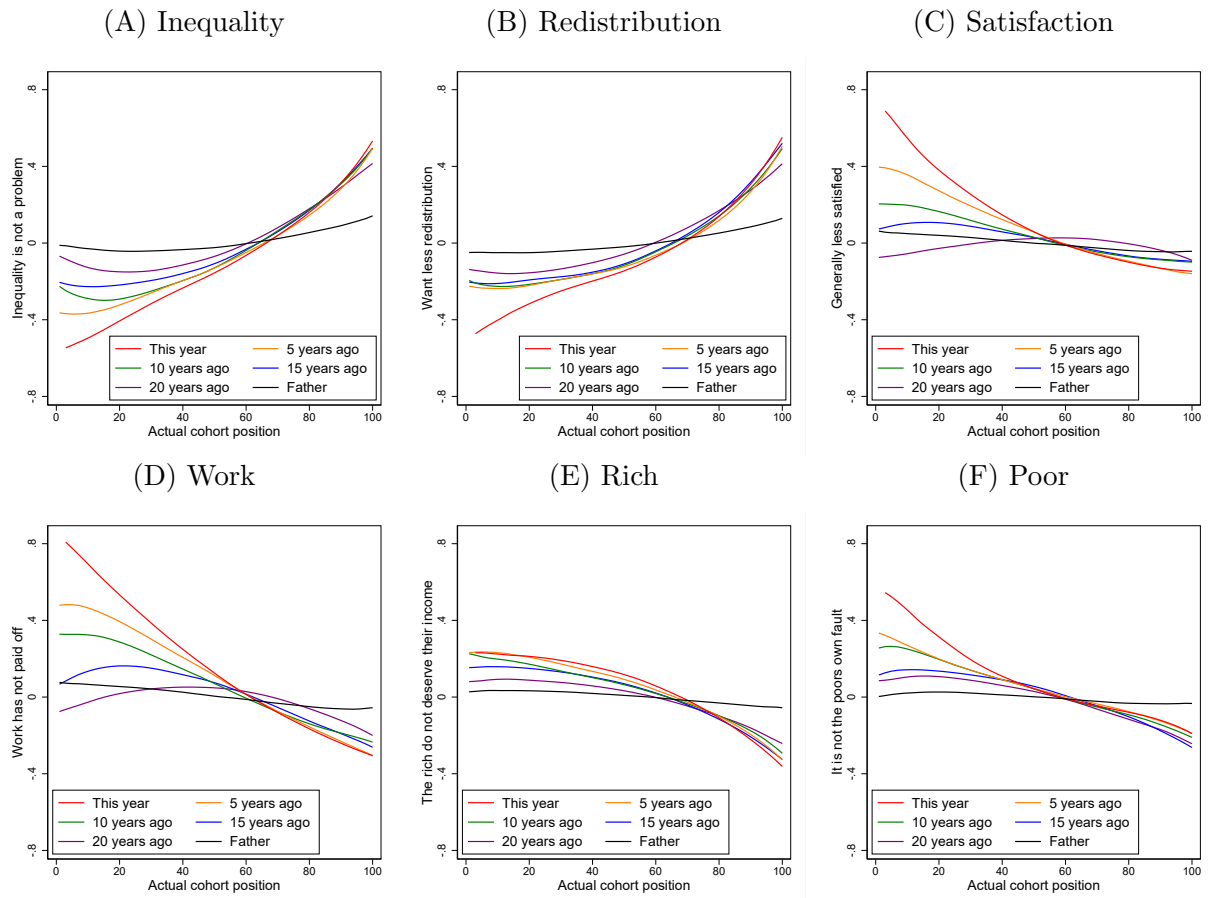 (A) Inequality
Inequality is not a problem
.8
.4
0
-.4
-.8
This year
5 years ago
10 years ago
15 years ago
20 years ago
Father
0 20 40 60 80 100
Actual cohort position
(B) Redistribution
Want less redistribution
.8
.4
0
-.4
-.8
This year
5 years ago
10 years ago
15 years ago
20 years ago
Father
0 20 40 60 80 100
Actual cohort position
(C) Satisfaction
Generally less satisfied
.8
.4
0
-.4
-.8
This year
5 years ago
10 years ago
15 years ago
20 years ago
Father
0 20 40 60 80 100
Actual cohort position
(D) Work
Work has not paid off
.8
.4
0
-.4
-.8
This year
5 years ago
10 years ago
15 years ago
20 years ago
Father
0 20 40 60 80 100
Actual cohort position
(E) Rich
The rich do not deserve their income
.8
.4
0
-.4
-.8
This year
5 years ago
10 years ago
15 years ago
20 years ago
Father
0 20 40 60 80 100
Actual cohort position
(F) Poor
It is not the poors own fault
.8
.4
0
-.4
-.8
This year
5 years ago
10 years ago
15 years ago
20 years ago
Father
0 20 40 60 80 100
Actual cohort position